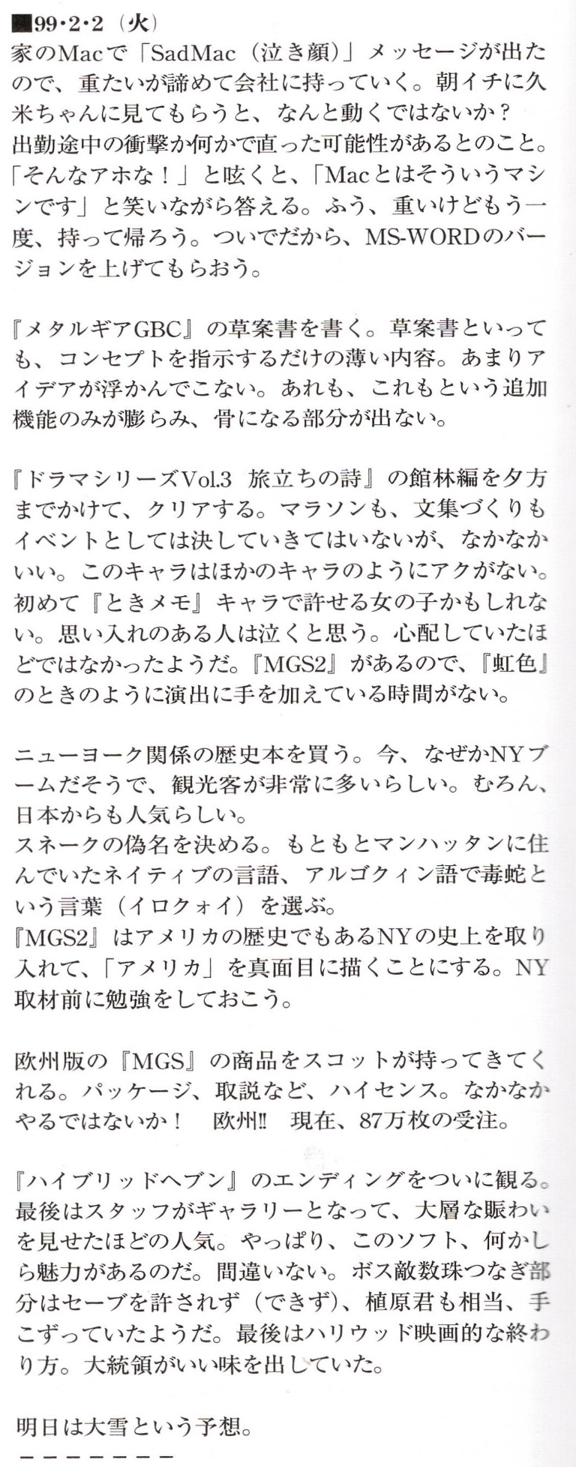 ■99・2・2（火）
家のMacで「SadMac（泣き顔）」メッセージが出た
ので、重たいが諦めて会社に持っていく。朝イチに久
米ちゃんに見てもらうと、なんと動くではないか？
出勤途中の衝撃か何かで直った可能性があるとのこと。
「そんなアホな！」と呟くと、「Macとはそういうマシ
ンです」と笑いながら答える。ふう、重いけどもう一
度、持って帰ろう。ついでだから、MS-WORDのバー
ジョンを上げてもらおう。

『メタルギアGBC』の草案書を書く。草案書といって
も、コンセプトを指示するだけの薄い内容。あまりア
イデアが浮かんでこない。あれも、これもという追加
機能のみが膨らみ、骨になる部分が出ない。

『ドラマシリーズVol.3 旅立ちの詩』の館林編を夕方
までかけて、クリアする。マラソンも、文集づくりも
イベントとしては決していきてはいないが、なかなか
いい。このキャラはほかのキャラのようにアクがない。
初めて『ときメモ』キャラで許せる女の子かもしれな
い。思い入れのある人は泣くと思う。心配していたほ
どではなかったようだ。『MGS2』があるので、『虹色』
のときのように演出に手を加えている時間がない。

ニューヨーク関係の歴史本を買う。今、なぜかNYブ
ームだそうで、観光客が非常に多いらしい。むろん、
日本からも人気らしい。
スネークの偽名を決める。もともとマンハッタンに住
んでいたネイティブの言語、アルゴクィン語で毒蛇と
いう言葉（イロクォイ）を選ぶ。
『MGS2』はアメリカの歴史でもあるNYの史上を取り
入れて、「アメリカ」を真面目に描くことにする。NY
取材前に勉強をしておこう。

欧州版の『MGS』の商品をスコットが持ってきてく
れる。パッケージ、取説など、ハイセンス。なかなか
やるではないか！　欧州!!　現在、87万枚の受注。

『ハイブリッドヘブン』のエンディングをついに観る。
最後はスタッフがギャラリーとなって、大層な賑わい
を見せたほどの人気。やっぱり、このソフト、何かし
ら魅力があるのだ。間違いない。ボス敵数珠つなぎ部
分はセーブを許されず（できず）、植原君も相当、手
こずっていたようだ。最後はハリウッド映画的な終わ
り方。大統領がいい味を出していた。

明日は大雪という予想。
－－－－－－－